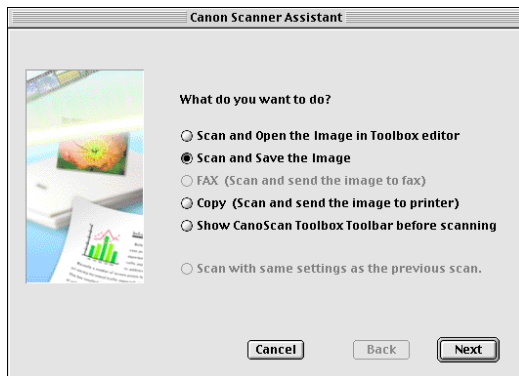 Canon Scanner Assistant
What do you want to do?
Scan and Open the Image in Toolbox editor
Scan and Save the Image
FAX (Scan and send the image to fax)
Copy (Scan and send the image to printer)
Show CanoScan Toolbox Toolbar before scanning
Scan with same settings as the previous scan.
Cancel
Back
Next